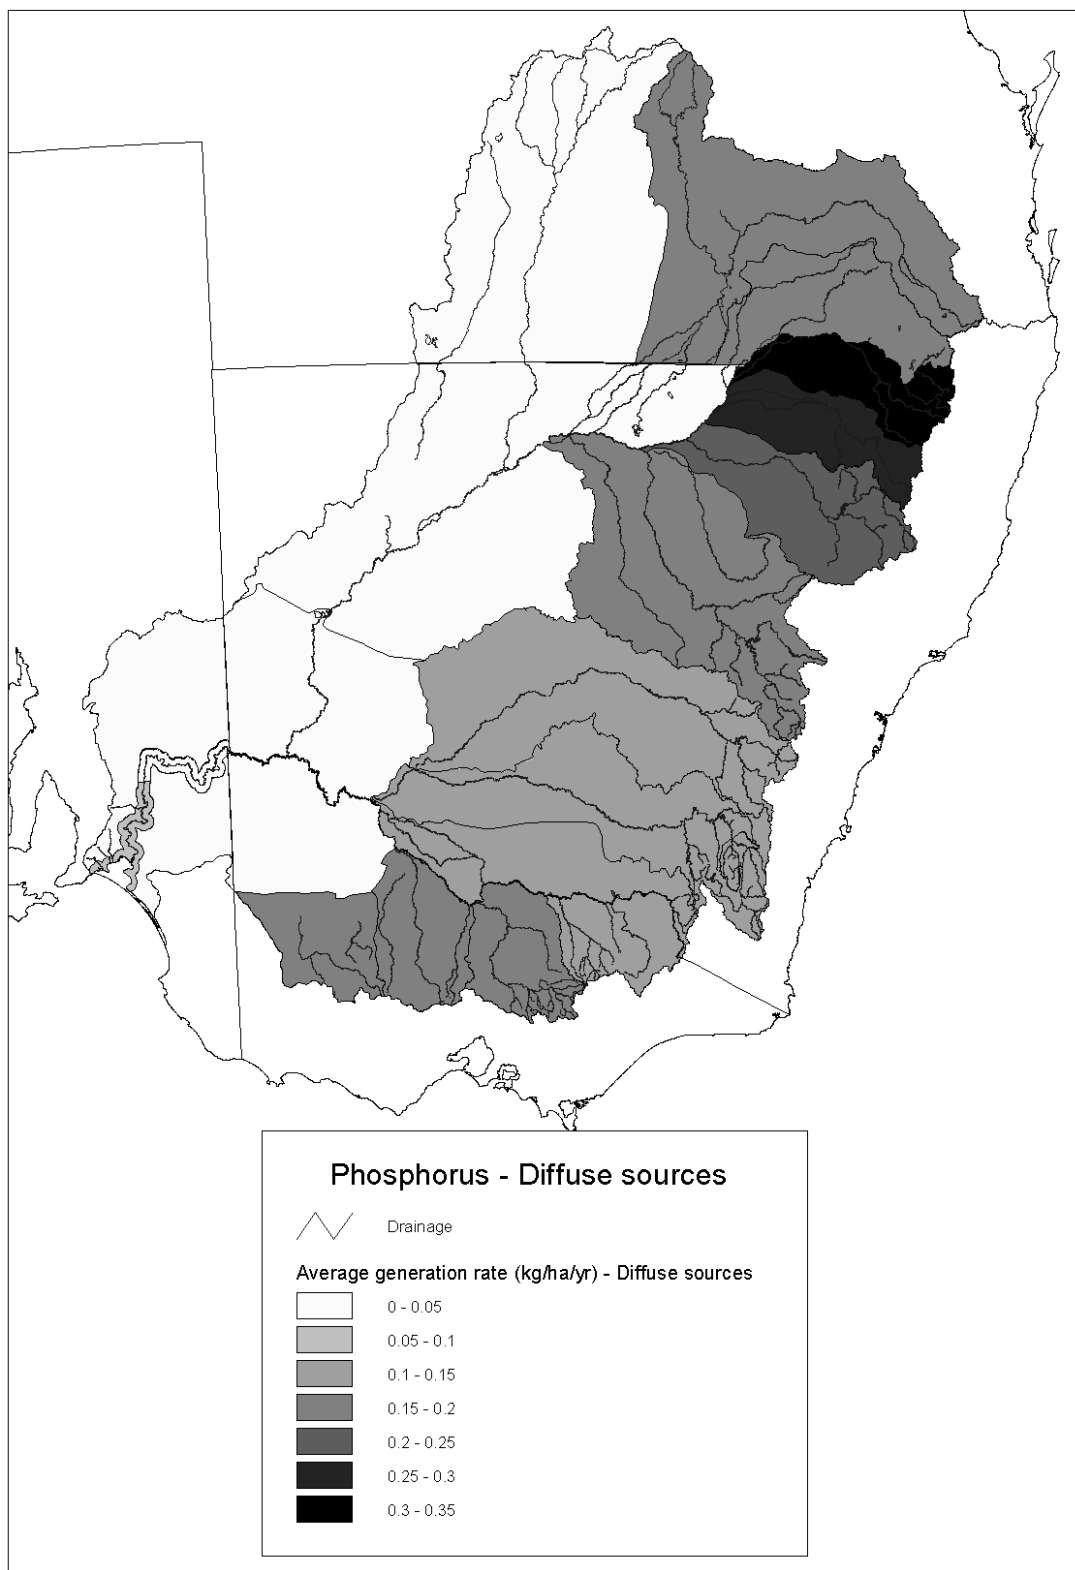 Phosphorus - Diffuse sources
Drainage
Average generation rate (kg/ha/yr) - Diffuse sources
0 - 0.05
0.05 - 0.1
0.1 - 0.15
0.15 - 0.2
0.2 - 0.25
0.25 - 0.3
0.3 - 0.35